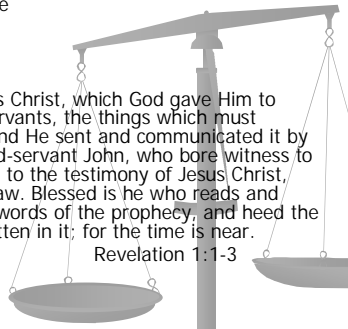 e
s Christ, which God gave Him to
rvants, the things which must
nd He sent and communicated it by
d-servant John, who bore witness to
to the testimony of Jesus Christ,
aw. Blessed is he who reads and
words of the prophecy, and heed the
tten in it; for the time is near.
Revelation 1:1-3